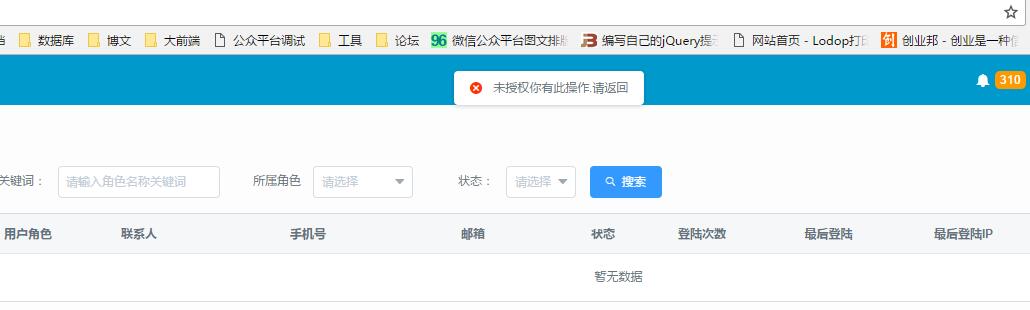 数据库 博文 大前端 公众平台调试 工具 论坛 96 微信公众平台图文排版 编写自己的jQuery提示 网站首页 - Lodop打印 创 创业邦 - 创业是一种信
未授权你有此操作.请返回 310
关键词： 请输入角色名称关键词 所属角色 请选择 状态： 请选择 搜索
用户角色 联系人 手机号 邮箱 状态 登陆次数 最后登陆 最后登陆IP
暂无数据